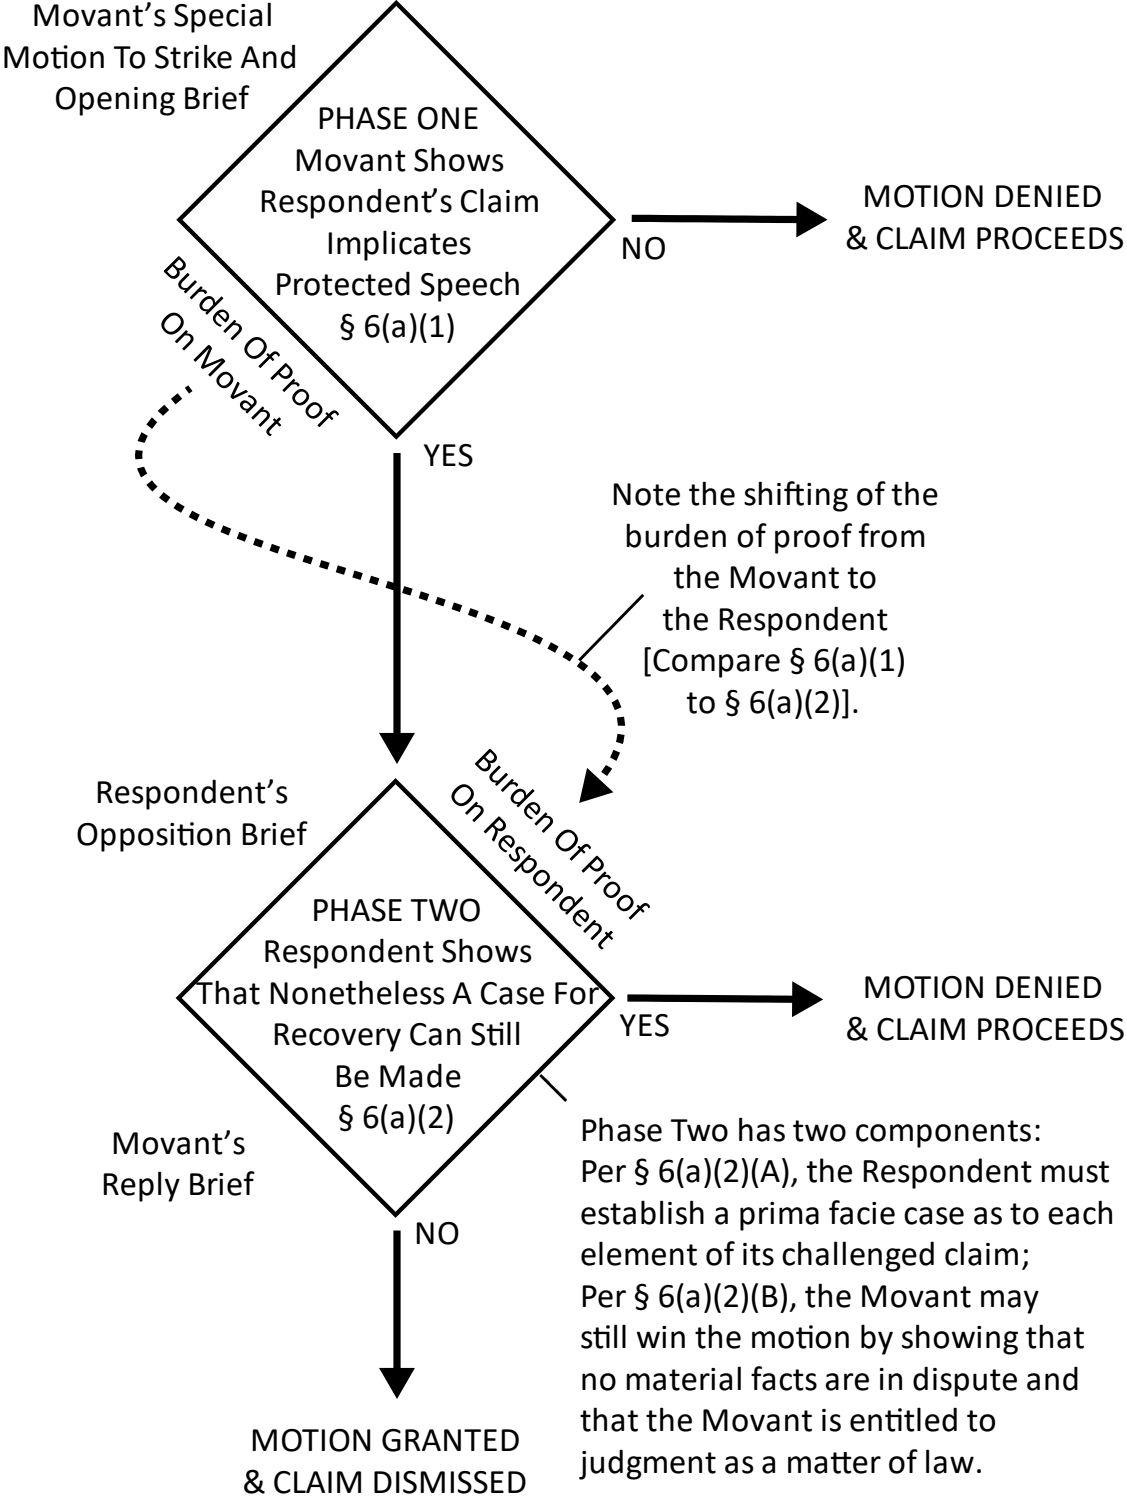 Movant's Special
Motion To Strike And
Opening Brief
PHASE ONE
Movant Shows
Respondent's Claim
Implicates
Protected Speech
§ 6(a)(1)
NO
MOTION DENIED
& CLAIM PROCEEDS
Burden Of Proof
On Movant
YES
Note the shifting of the
burden of proof from
the Movant to
the Respondent
[Compare § 6(a)(1)
to § 6(a)(2)].
Respondent's
Opposition Brief
Burden Of Proof
On Respondent
PHASE TWO
Respondent Shows
That Nonetheless A Case For
Recovery Can Still
Be Made
§ 6(a)(2)
YES
MOTION DENIED
& CLAIM PROCEEDS
Movant's
Reply Brief
NO
Phase Two has two components:
Per § 6(a)(2)(A), the Respondent must
establish a prima facie case as to each
element of its challenged claim;
Per § 6(a)(2)(B), the Movant may
still win the motion by showing that
no material facts are in dispute and
that the Movant is entitled to
judgment as a matter of law.
MOTION GRANTED
& CLAIM DISMISSED